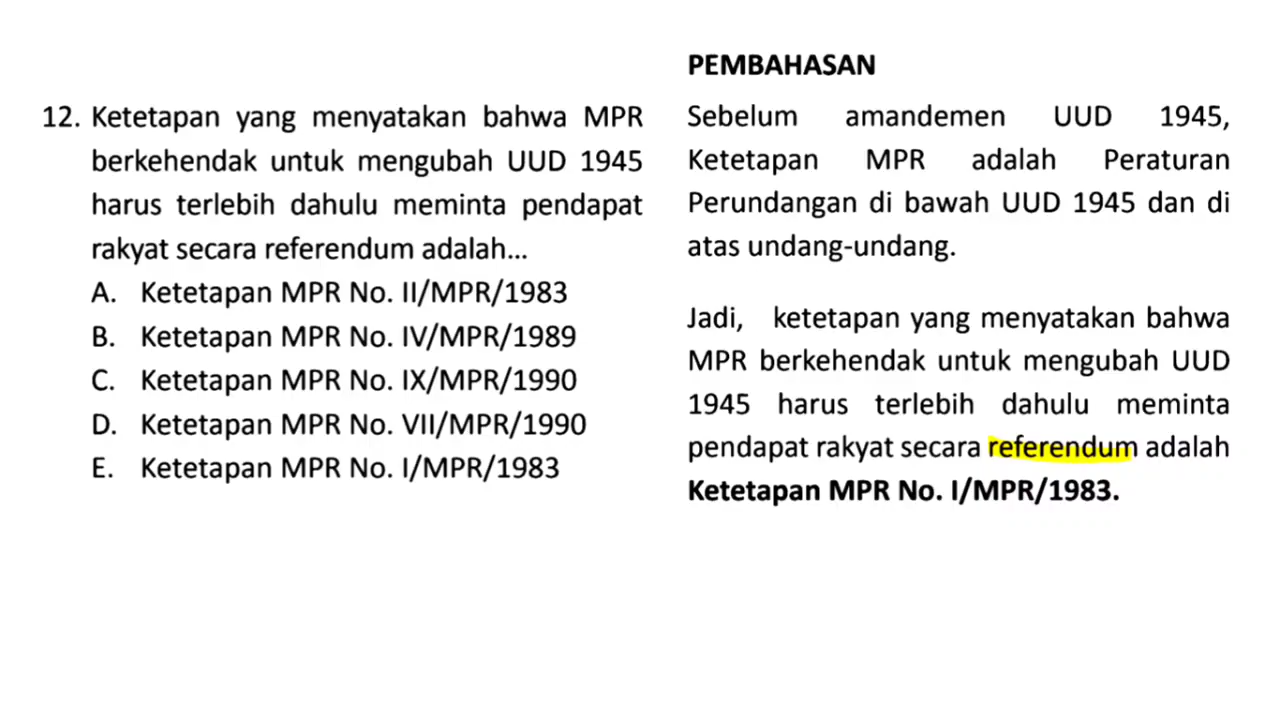 12. Ketetapan yang menyatakan bahwa MPR
berkehendak untuk mengubah UUD 1945
harus terlebih dahulu meminta pendapat
rakyat secara referendum adalah...
A. Ketetapan MPR No. II/MPR/1983
B. Ketetapan MPR No. IV/MPR/1989
C. Ketetapan MPR No. IX/MPR/1990
D. Ketetapan MPR No. VII/MPR/1990
E. Ketetapan MPR No. I/MPR/1983
PEMBAHASAN
Sebelum amandemen UUD 1945,
Ketetapan MPR adalah Peraturan
Perundangan di bawah UUD 1945 dan di
atas undang-undang.
Jadi, ketetapan yang menyatakan bahwa
MPR berkehendak untuk mengubah UUD
1945 harus terlebih dahulu meminta
pendapat rakyat secara referendum adalah
Ketetapan MPR No. I/MPR/1983.